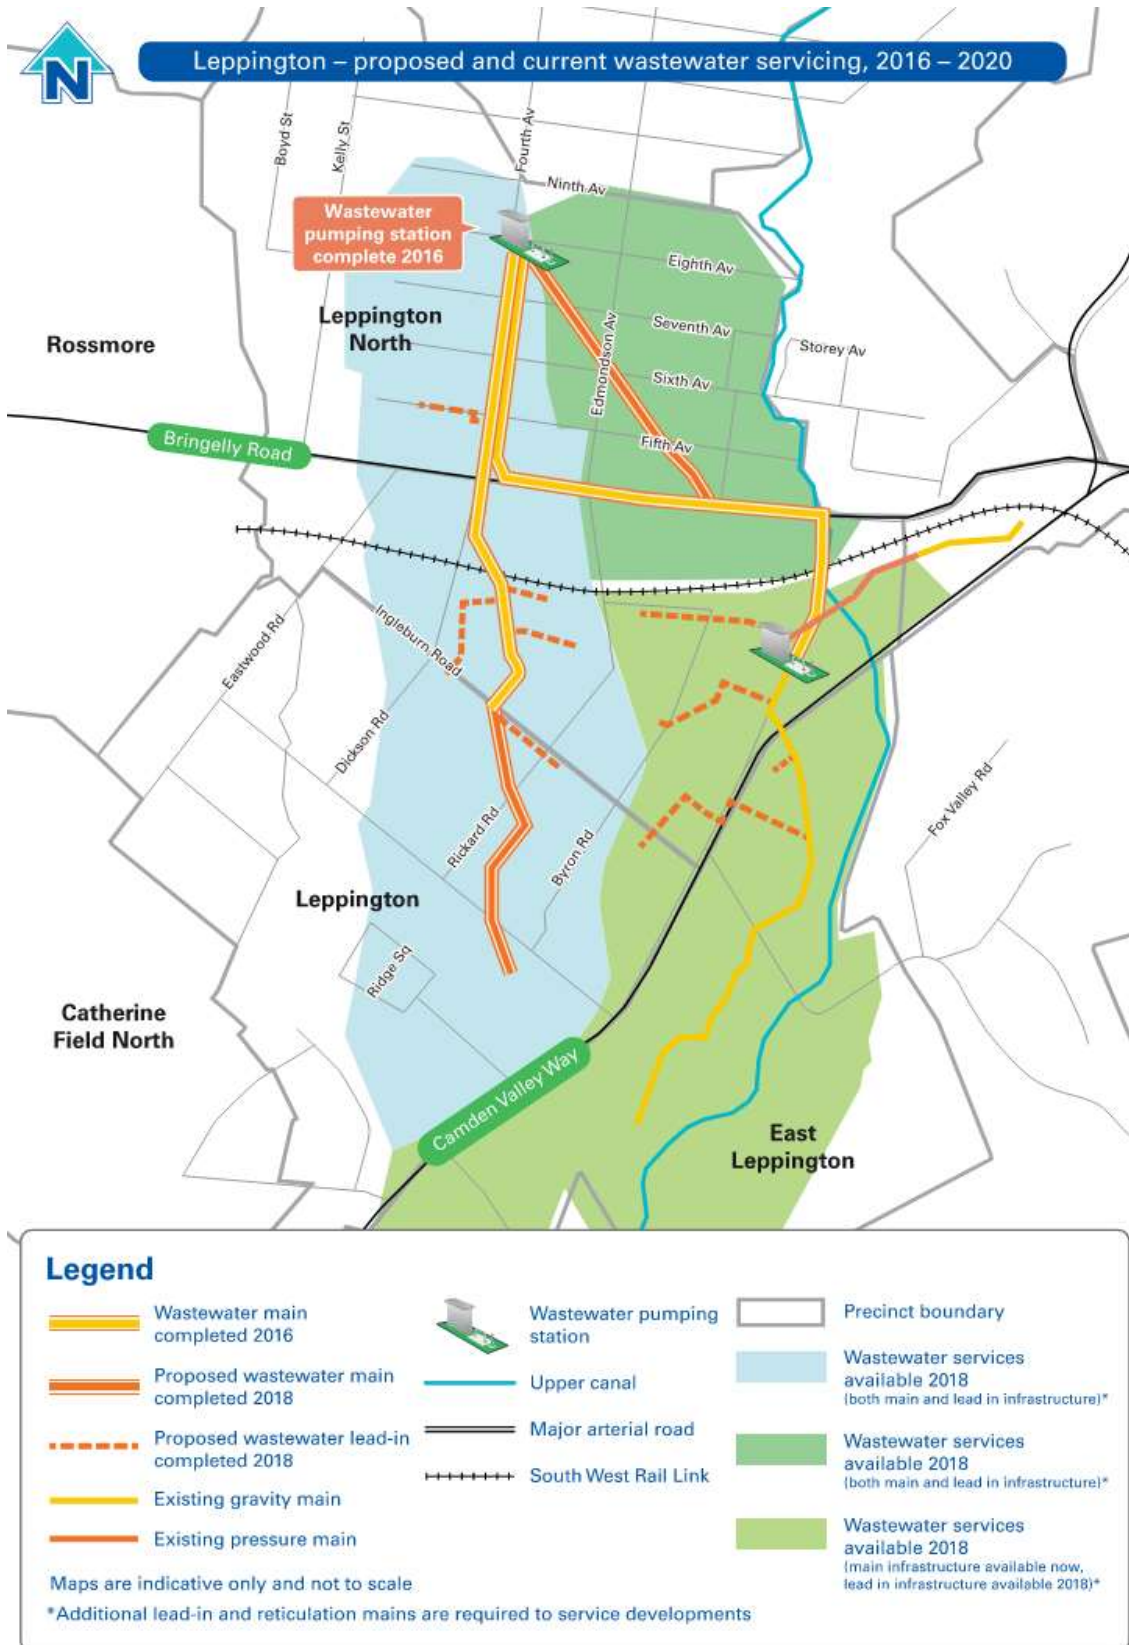 N
Leppington – proposed and current wastewater servicing, 2016 – 2020
Boyd St
Kelly St
Fourth Av
Ninth Av
Wastewater
pumping station
complete 2016
Eighth Av
Leppington
North
Edmondson Av
Seventh Av
Storey Av
Rossmore
Sixth Av
Bringelly Road
Fifth Av
Ingleburn Road
Eastwood Rd
Dickson Rd
Rickard Rd
Byron Rd
Fox Valley Rd
Leppington
Ridge Sq
Catherine
Field North
Camden Valley Way
East
Leppington
Legend
Wastewater main
completed 2016
Proposed wastewater main
completed 2018
Proposed wastewater lead-in
completed 2018
Existing gravity main
Existing pressure main
Wastewater pumping
station
Upper canal
Major arterial road
South West Rail Link
Precinct boundary
Wastewater services
available 2018
(both main and lead in infrastructure)*
Wastewater services
available 2018
(both main and lead in infrastructure)*
Wastewater services
available 2018
(main infrastructure available now,
lead in infrastructure available 2018)*
Maps are indicative only and not to scale
*Additional lead-in and reticulation mains are required to service developments